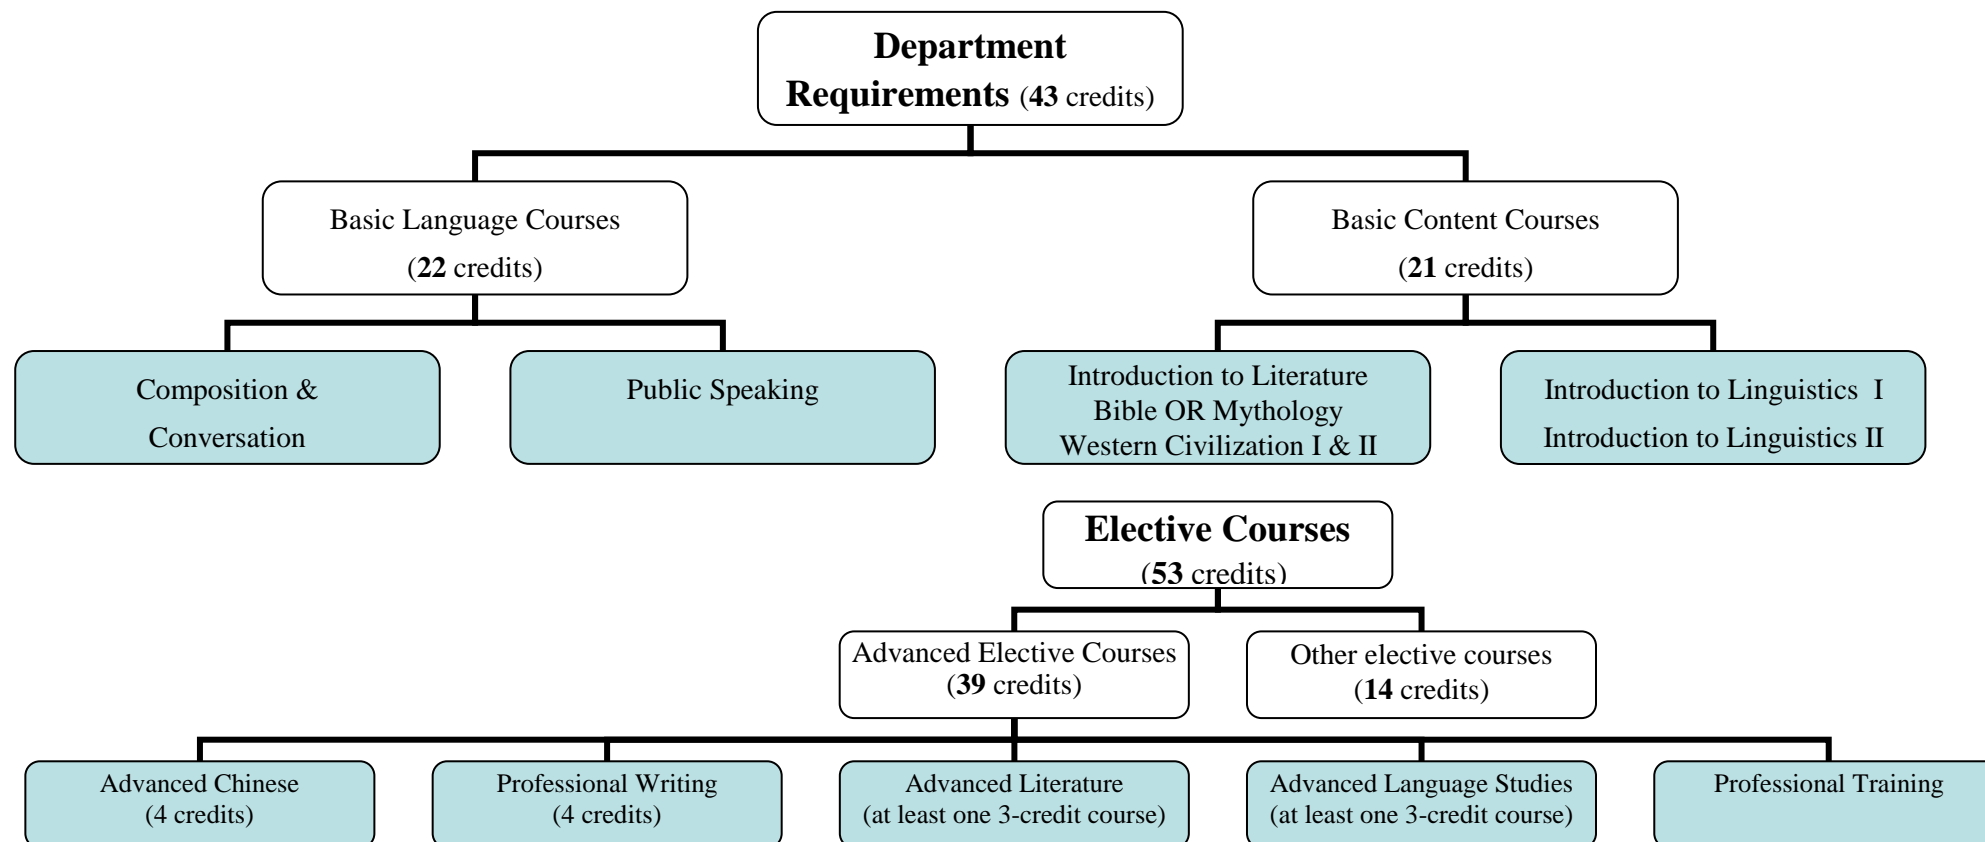 Department
Requirements (43 credits)
Basic Language Courses
(22 credits)
Basic Content Courses
(21 credits)
Composition &
Conversation
Public Speaking
Introduction to Literature
Bible OR Mythology
Western Civilization I & II
Introduction to Linguistics I
Introduction to Linguistics II
Elective Courses
(53 credits)
Advanced Elective Courses
(39 credits)
Other elective courses
(14 credits)
Advanced Chinese
(4 credits)
Professional Writing
(4 credits)
Advanced Literature
(at least one 3-credit course)
Advanced Language Studies
(at least one 3-credit course)
Professional Training